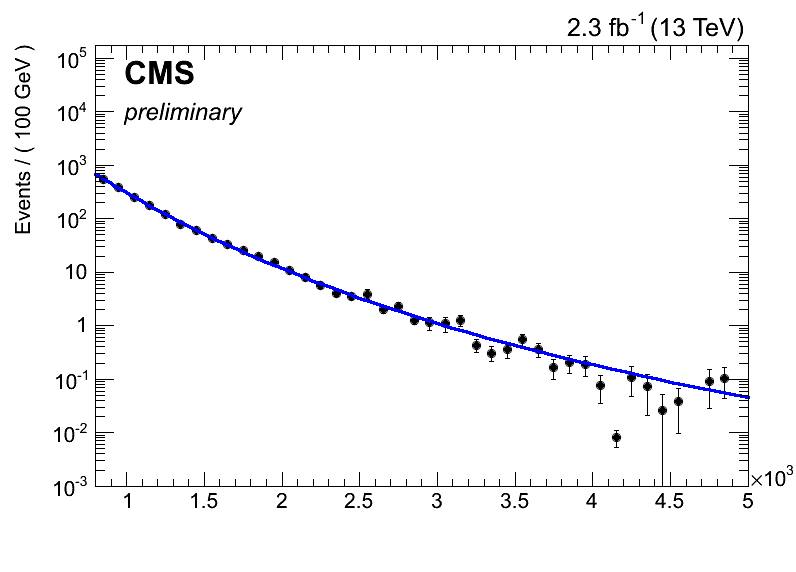 2.3 fb⁻¹ (13 TeV)
CMS
preliminary
Events / ( 100 GeV )
10⁵
10⁴
10³
10²
10
1
10⁻¹
10⁻²
10⁻³
1 1.5 2 2.5 3 3.5 4 4.5 5
×10³